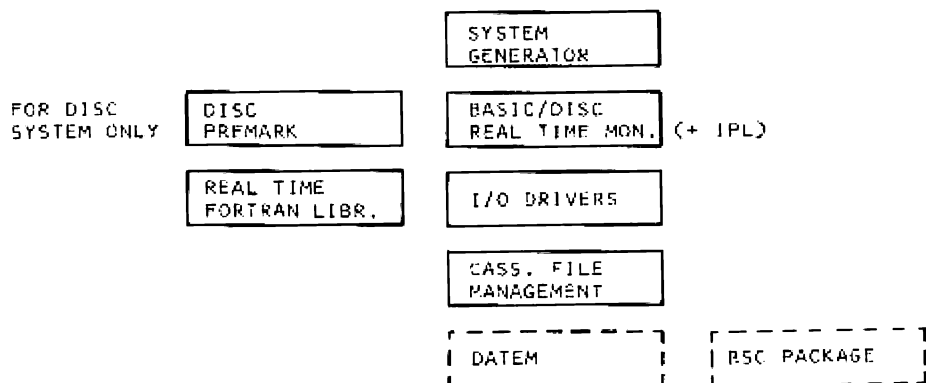 SYSTEM
GENERATOR
FOR DISC
SYSTEM ONLY
DISC
PREMARK
BASIC/DISC
REAL TIME MON.
(+ IPL)
REAL TIME
FORTRAN LIBR.
I/O DRIVERS
CASS. FILE
MANAGEMENT
DATEM
BSC PACKAGE